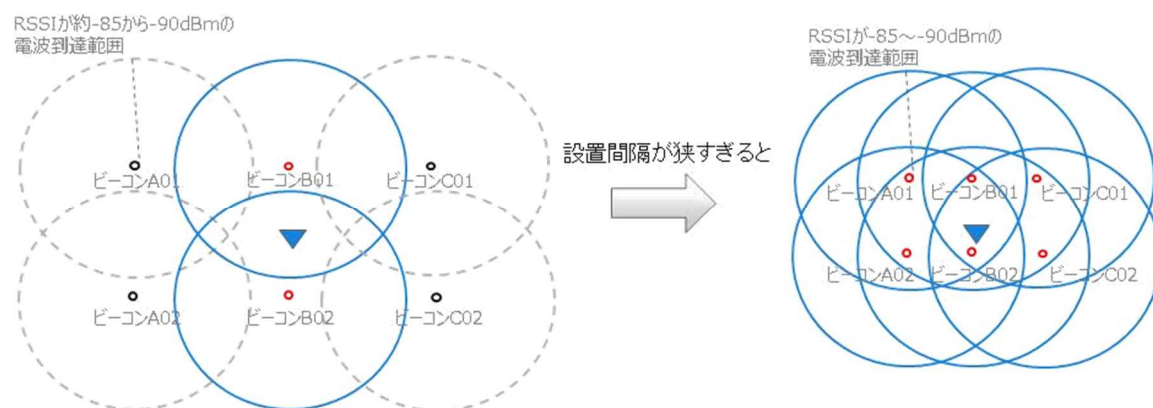 RSSIが約-85から-90dBmの
電波到達範囲
ビーコンA01
ビーコンB01
ビーコンC01
ビーコンA02
ビーコンB02
ビーコンC02
設置間隔が狭すぎると
RSSIが-85～-90dBmの
電波到達範囲
ビーコンA01
ビーコンB01
ビーコンC01
ビーコンA02
ビーコンB02
ビーコンC02